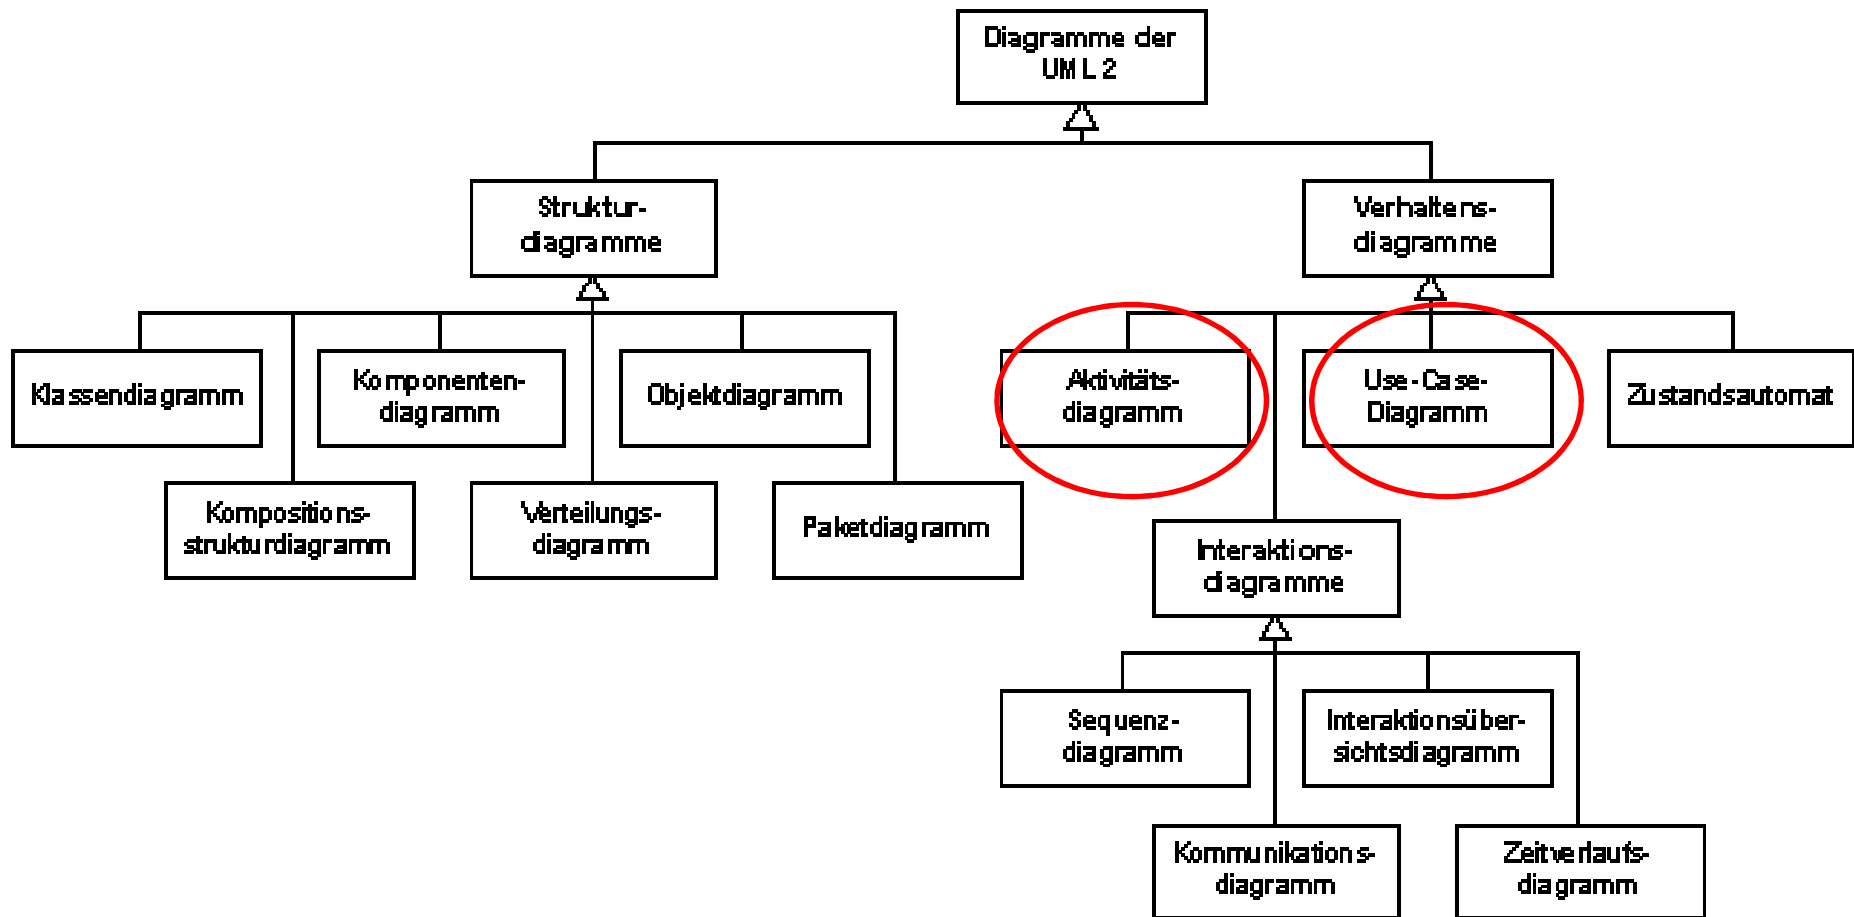 Diagramme der
UML 2
Struktur-
diagramme
Verhaltens-
diagramme
Klassendiagramm
Komponenten-
diagramm
Objektdiagramm
Aktivitäts-
diagramm
Use-Case-
Diagramm
Zustandsautomat
Kompositions-
strukturdiagramm
Verteilungs-
diagramm
Paketdiagramm
Interaktions-
diagramme
Sequenz-
diagramm
Interaktionsüber-
sichtsdiagramm
Kommunikations-
diagramm
Zeitverlaufs-
diagramm